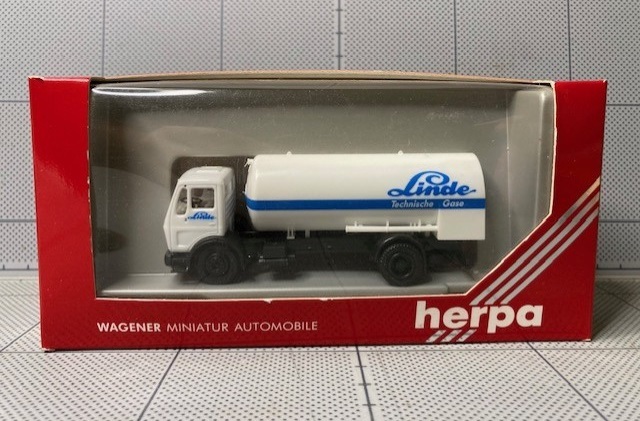 Linde
Technische Gase
Linde
WAGENER MINIATUR AUTOMOBILE
herpa